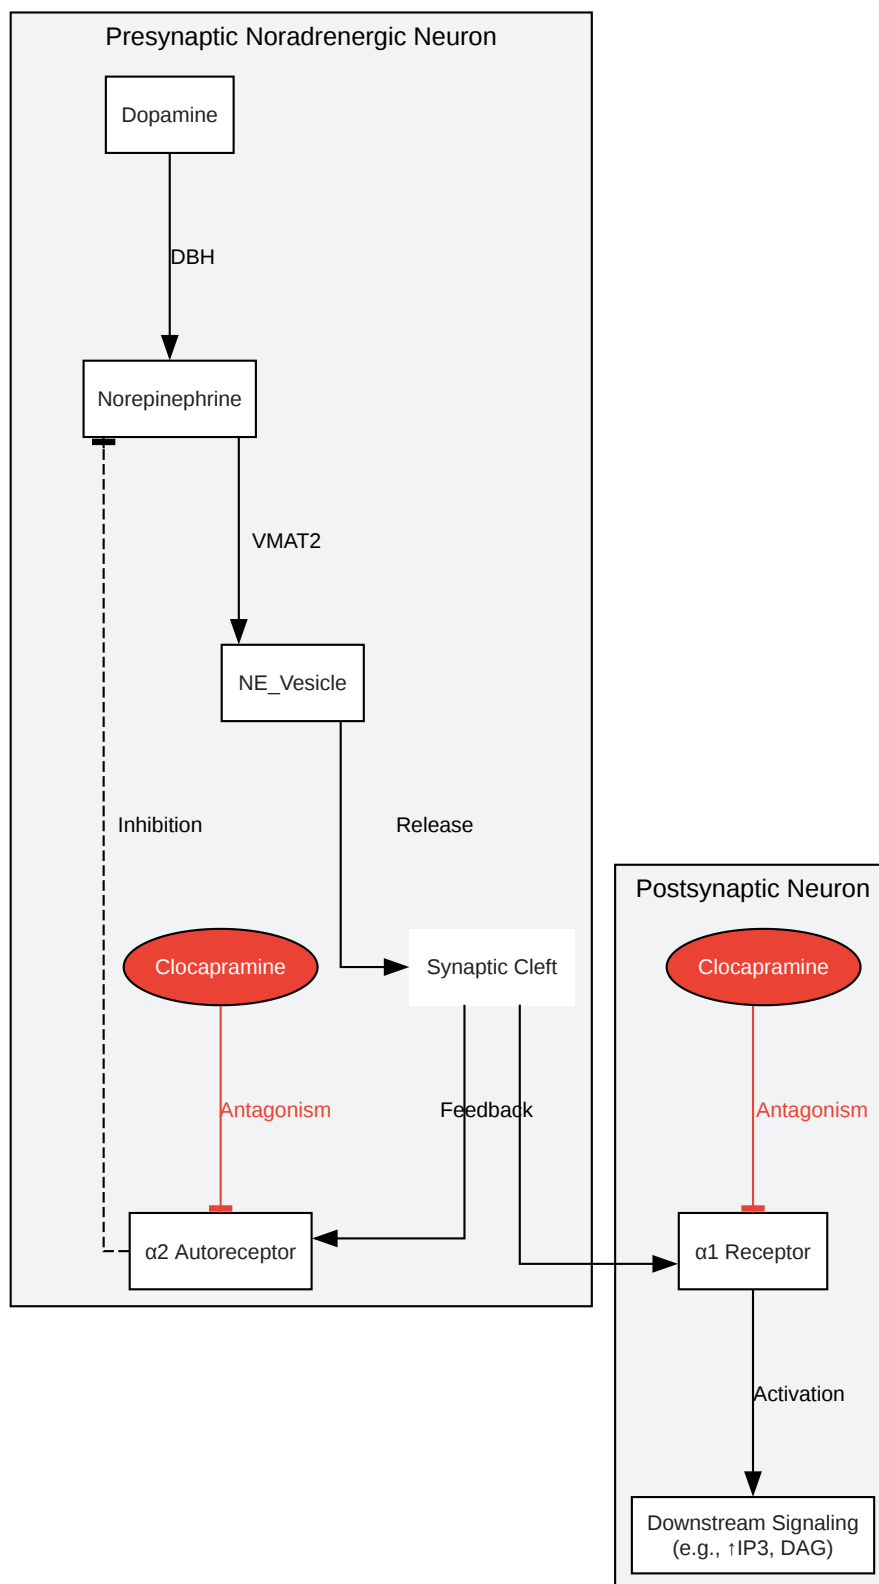 Presynaptic Noradrenergic Neuron
Dopamine
DBH
Norepinephrine
VMAT2
NE_Vesicle
Inhibition
Release
Clocapramine
Synaptic Cleft
Antagonism
Feedback
α2 Autoreceptor
Postsynaptic Neuron
Clocapramine
Antagonism
α1 Receptor
Activation
Downstream Signaling
(e.g., ↑IP3, DAG)